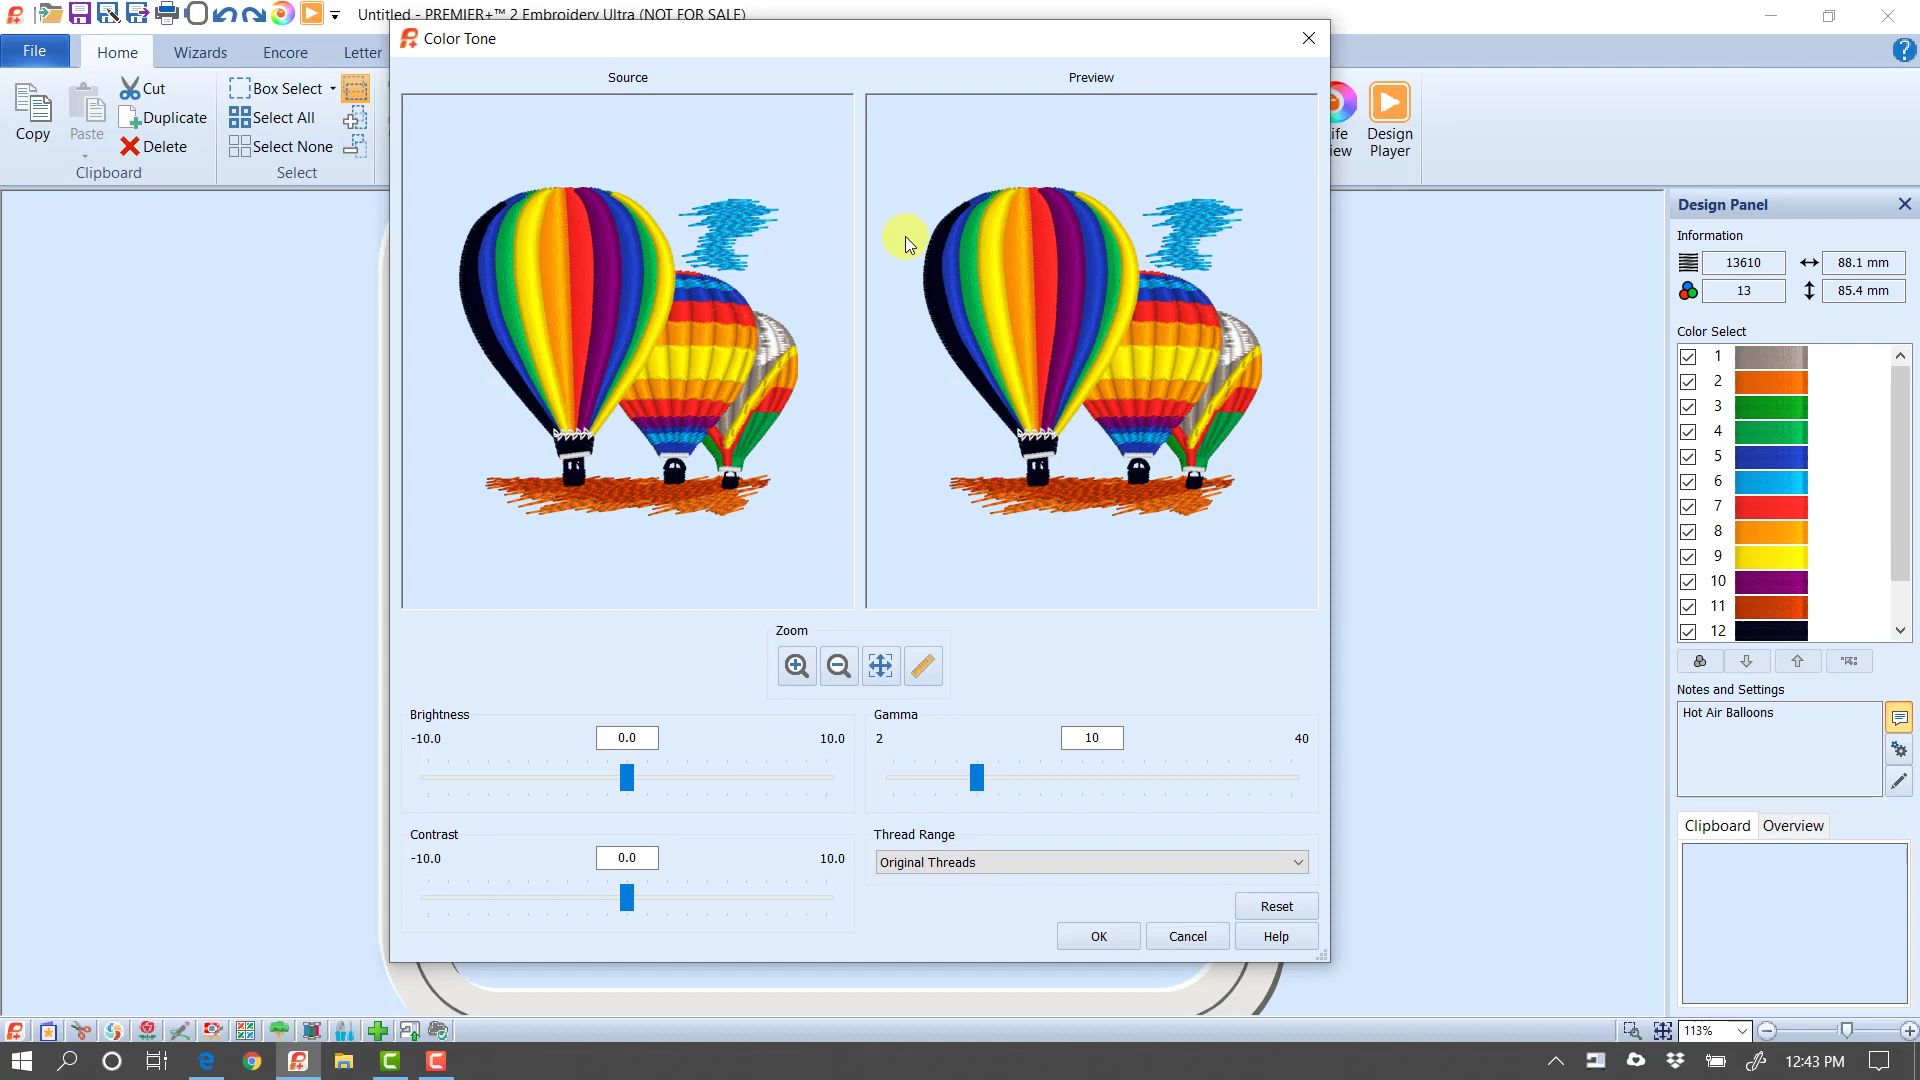 Untitled - PREMIER+™ 2 Embroidery Ultra (NOT FOR SALE)
File
Home
Wizards
Encore
Letter
Copy
Paste
Cut
Duplicate
Delete
Clipboard
Box Select
Select All
Select None
Select
ife
iew
Design
Player
Color Tone
Source
Preview
Zoom
Brightness
-10.0
0.0
10.0
Gamma
2
10
40
Contrast
-10.0
0.0
10.0
Thread Range
Original Threads
Reset
OK
Cancel
Help
Design Panel
Information
13610
88.1 mm
13
85.4 mm
Color Select
1
2
3
4
5
6
7
8
9
10
11
12
Notes and Settings
Hot Air Balloons
Clipboard
Overview
113%
12:43 PM